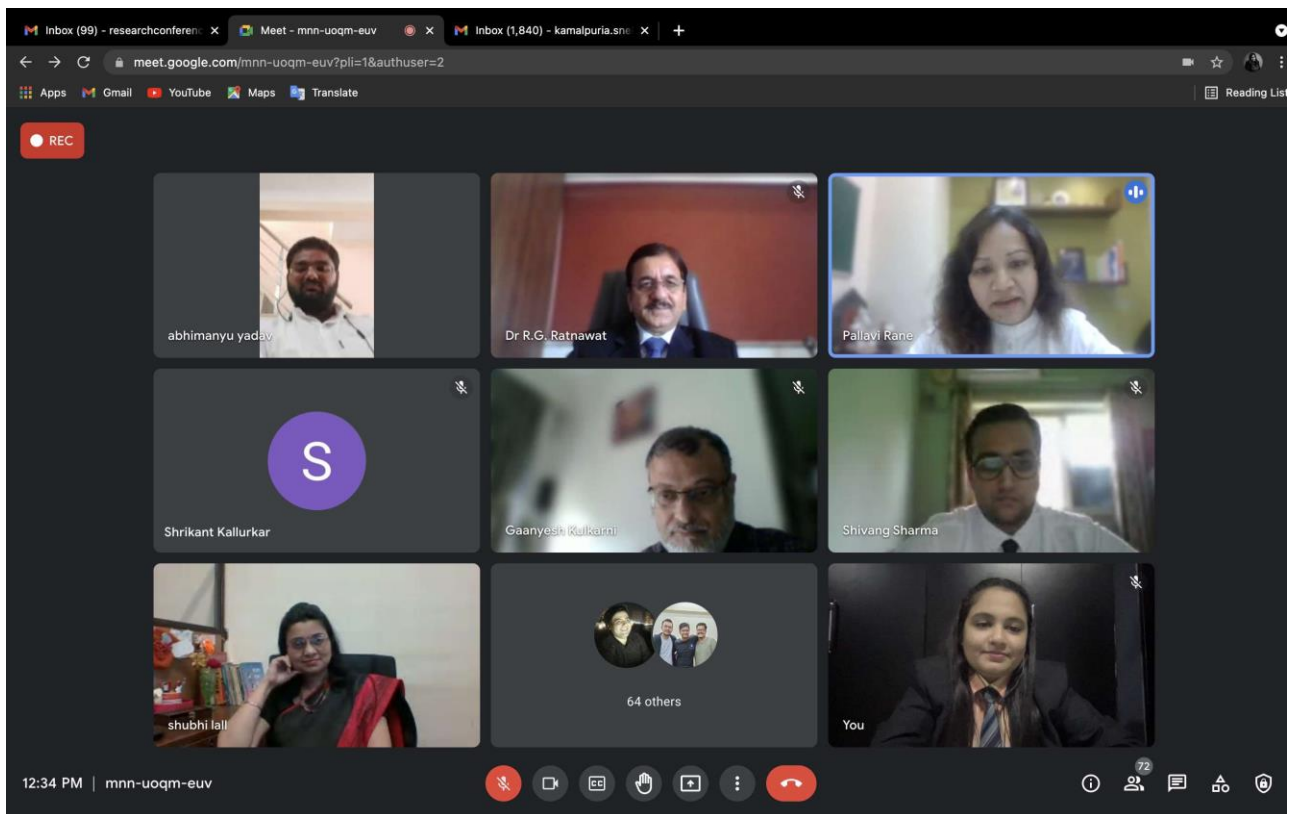 Inbox (99) - researchconferenc
Meet - mnn-uoqm-euv
Inbox (1,840) - kamalpuria.sne
meet.google.com/mnn-uoqm-euv?pli=1&authuser=2
Apps Gmail YouTube Maps Translate Reading List
REC
abhimanyu yadav
Dr R.G. Ratnawat
Pallavi Rane
S
Shrikant Kallurkar
Gaanyesh Kulkarni
Shivang Sharma
shubhi lall
64 others
You
12:34 PM | mnn-uoqm-euv
CC
72